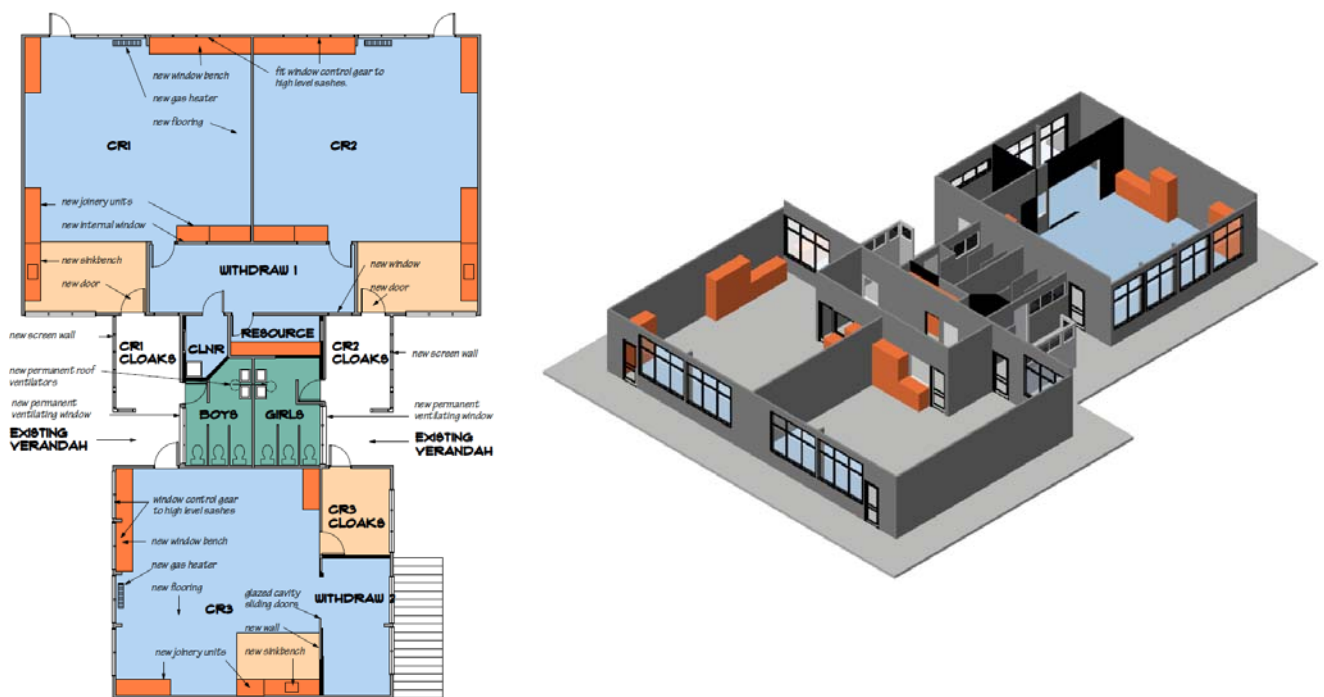 new window bench
fit window control gear to
high level sashes.
new gas heater
new flooring
CR1
CR2
new joinery units
new internal window
new sinkbench
WITHDRAW 1
new window
new door
new door
new screen wall
CR1
CLOAKS
CLNR
RESOURCE
CR2
CLOAKS
new screen wall
new permanent roof
ventilators
new permanent
ventilating window
BOYS
GIRLS
new permanent
ventilating window
EXISTING
VERANDAH
EXISTING
VERANDAH
window control gear
to high level sashes
CR3
CLOAKS
new window bench
new gas heater
new flooring
CR3
glazed cavity
sliding doors
WITHDRAW 2
new wall
new joinery units
new sinkbench